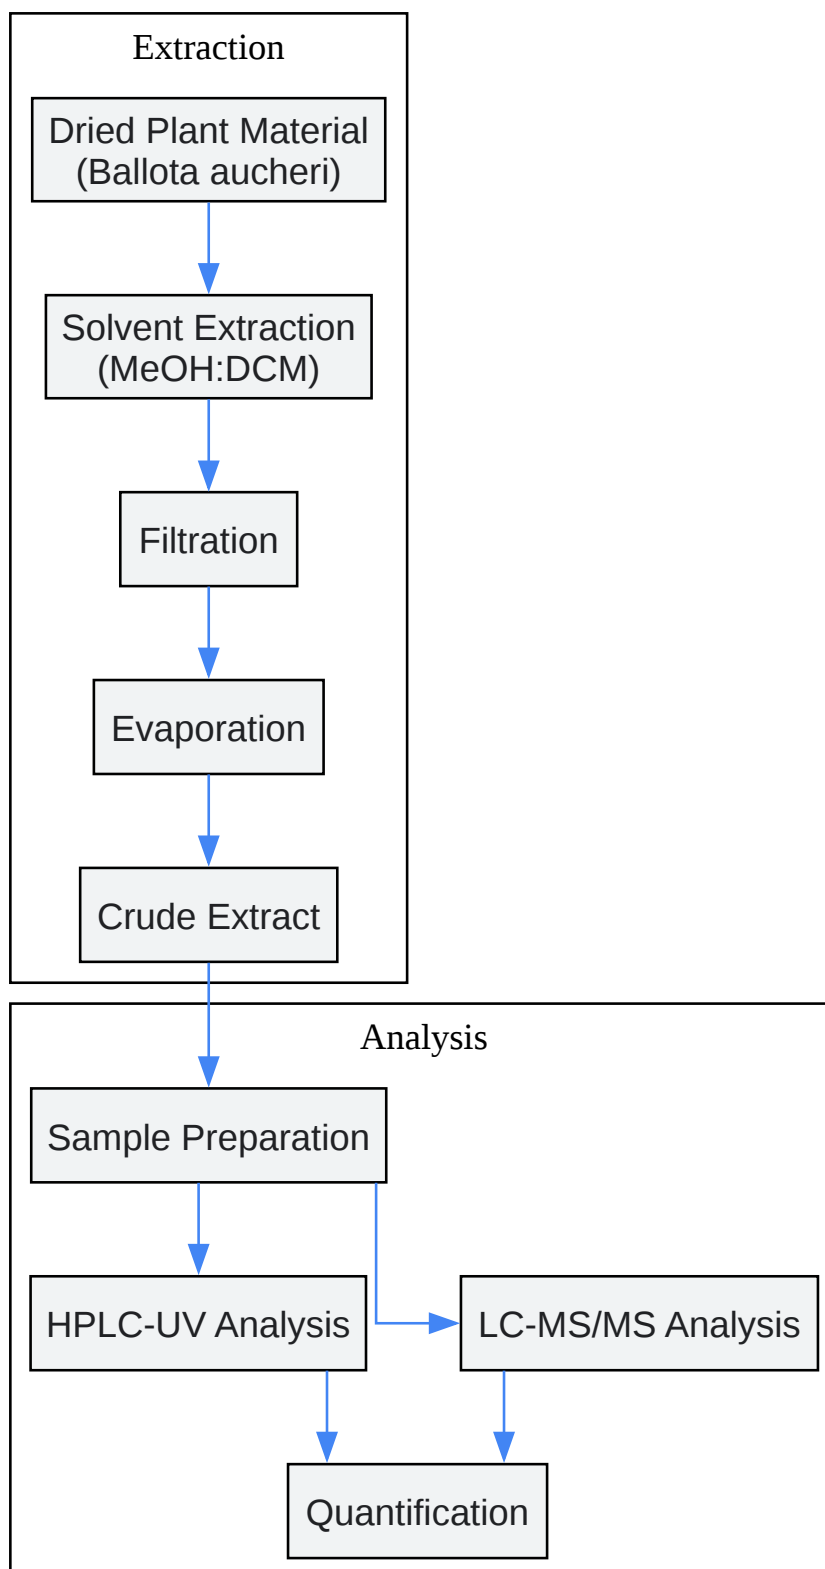 Extraction
Dried Plant Material
(Ballota aucheri)
Solvent Extraction
(MeOH:DCM)
Filtration
Evaporation
Crude Extract
Analysis
Sample Preparation
HPLC-UV Analysis
LC-MS/MS Analysis
Quantification